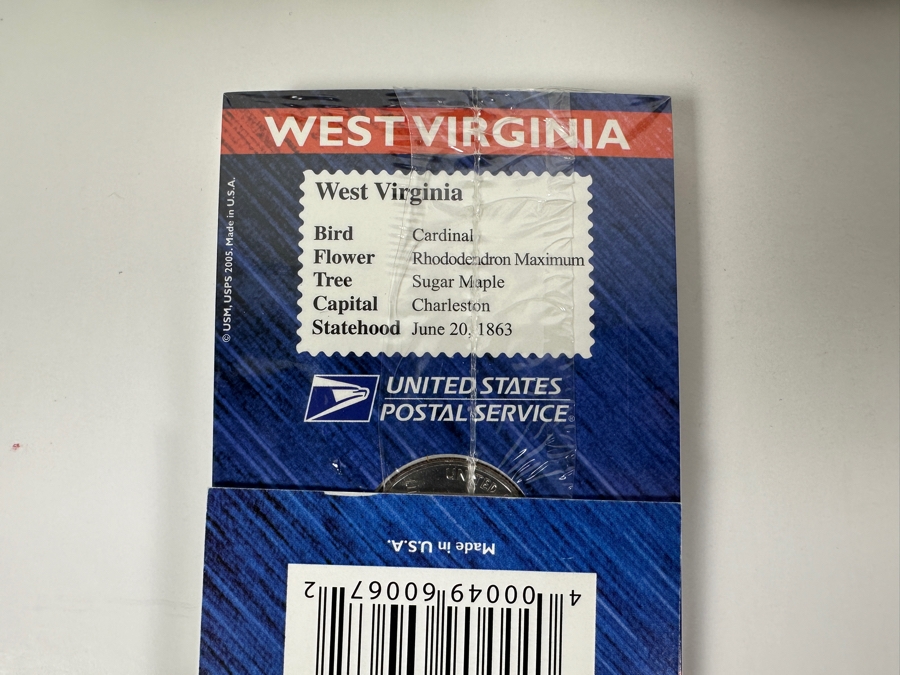 WEST VIRGINIA
West Virginia
Bird Cardinal
Flower Rhododendron Maximum
Tree Sugar Maple
Capital Charleston
Statehood June 20, 1863
© USM, USPS 2005. Made in U.S.A.
UNITED STATES
POSTAL SERVICE®
UNITED
Made in U.S.A.
4 00049 60067 2